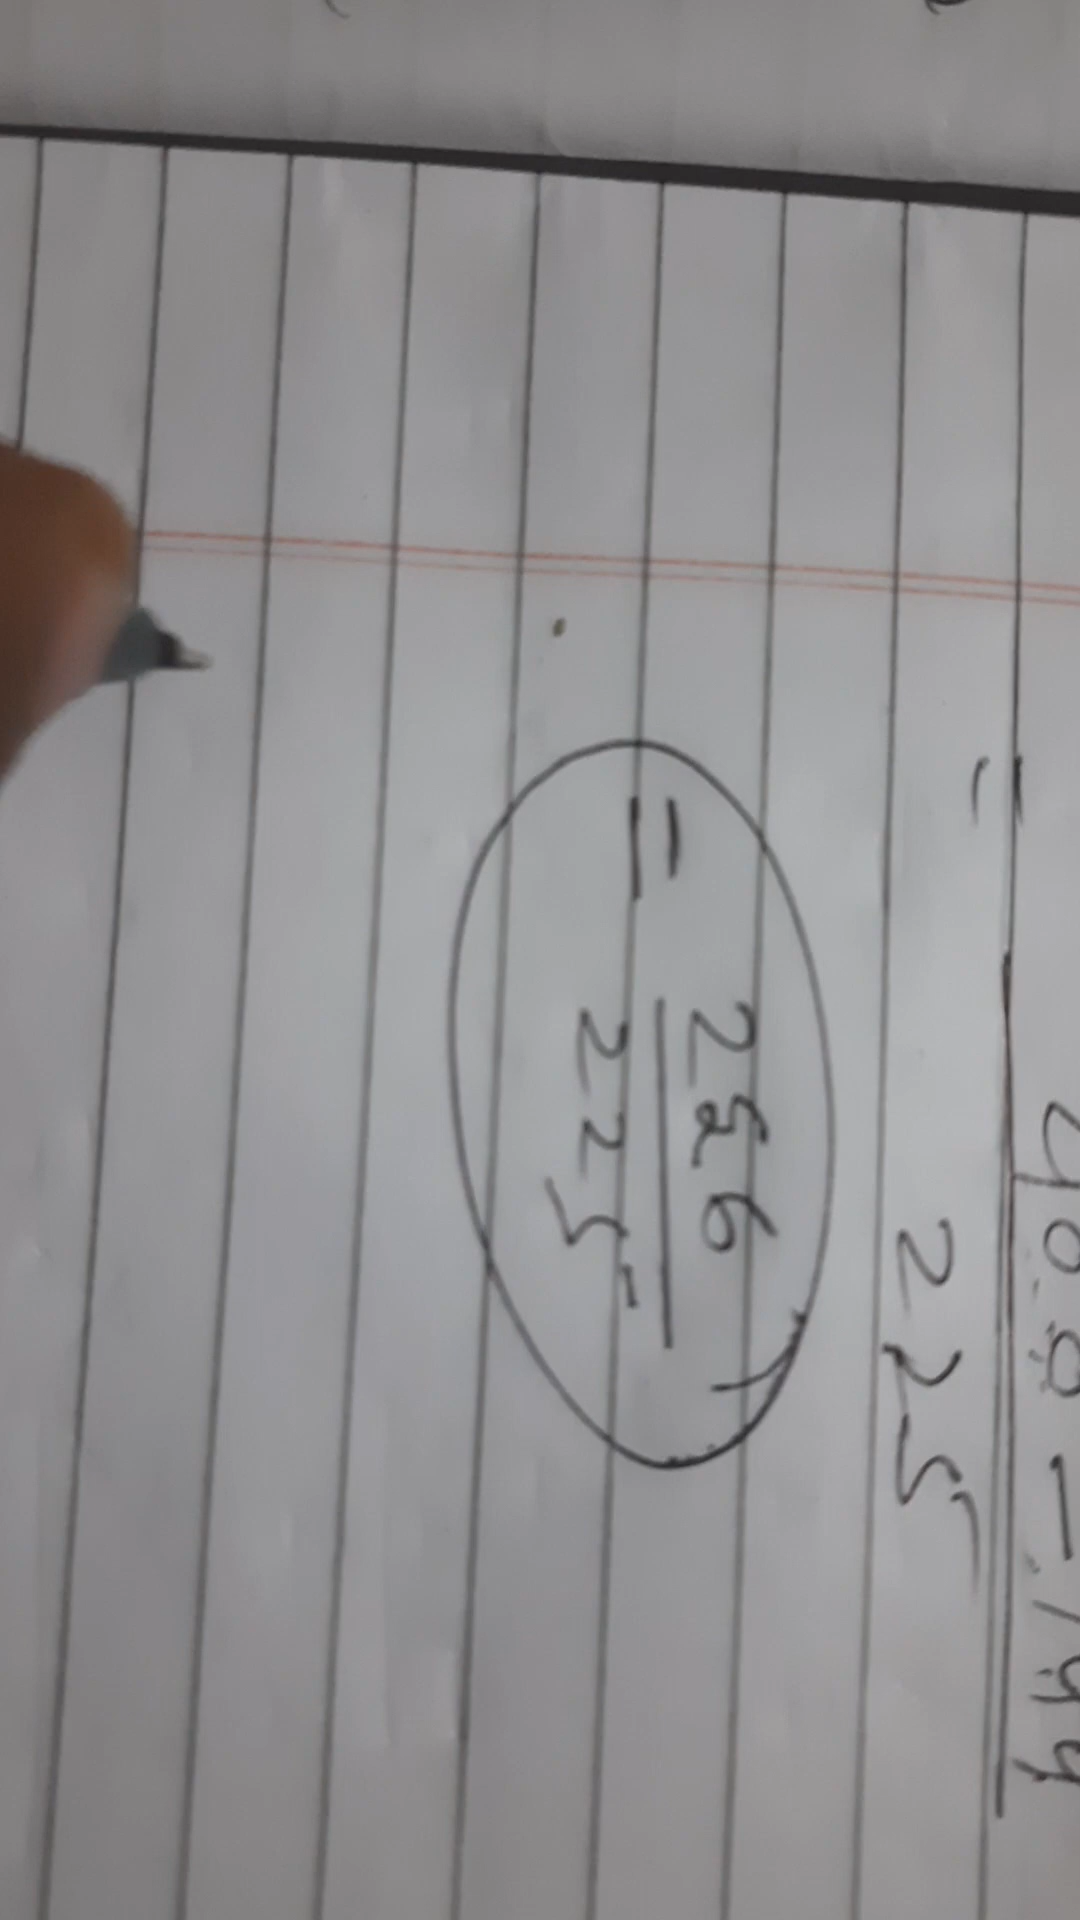 = 400 - 144
225
= 256
225